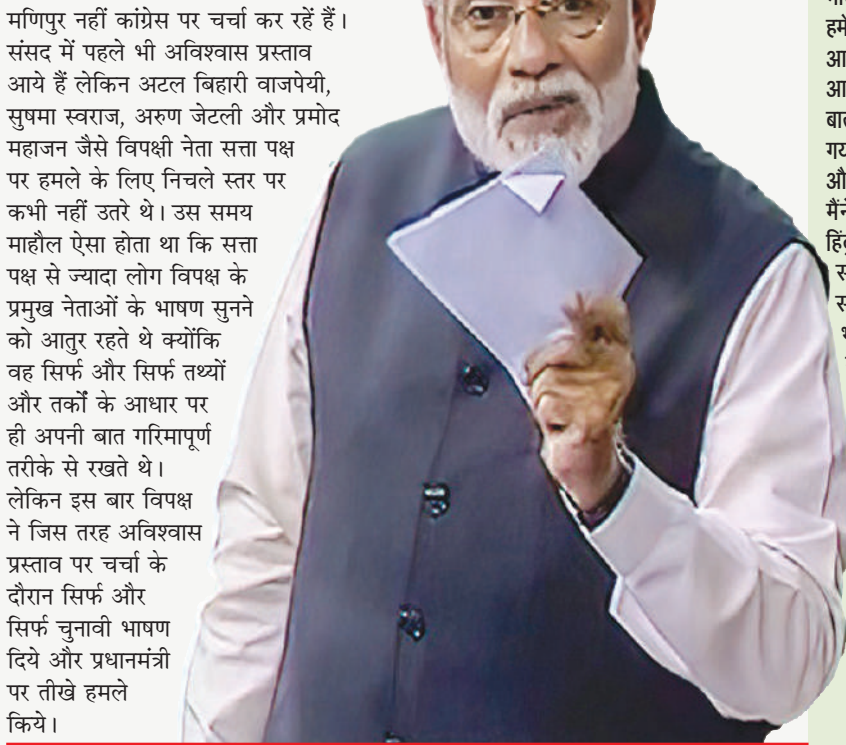 मणिपुर नहीं कांग्रेस पर चर्चा कर रहें हैं।
संसद में पहले भी अविश्वास प्रस्ताव
आये हैं लेकिन अटल बिहारी वाजपेयी,
सुषमा स्वराज, अरुण जेटली और प्रमोद
महाजन जैसे विपक्षी नेता सत्ता पक्ष
पर हमले के लिए निचले स्तर पर
कभी नहीं उतरे थे। उस समय
माहौल ऐसा होता था कि सत्ता
पक्ष से ज्यादा लोग विपक्ष के
प्रमुख नेताओं के भाषण सुनने
को आतुर रहते थे क्योंकि
वह सिर्फ और सिर्फ तथ्यों
और तर्कों के आधार पर
ही अपनी बात गरिमापूर्ण
तरीके से रखते थे।
लेकिन इस बार विपक्ष
ने जिस तरह अविश्वास
प्रस्ताव पर चर्चा के
दौरान सिर्फ और
सिर्फ चुनावी भाषण
दिये और प्रधानमंत्री
पर तीखे हमले
किये।